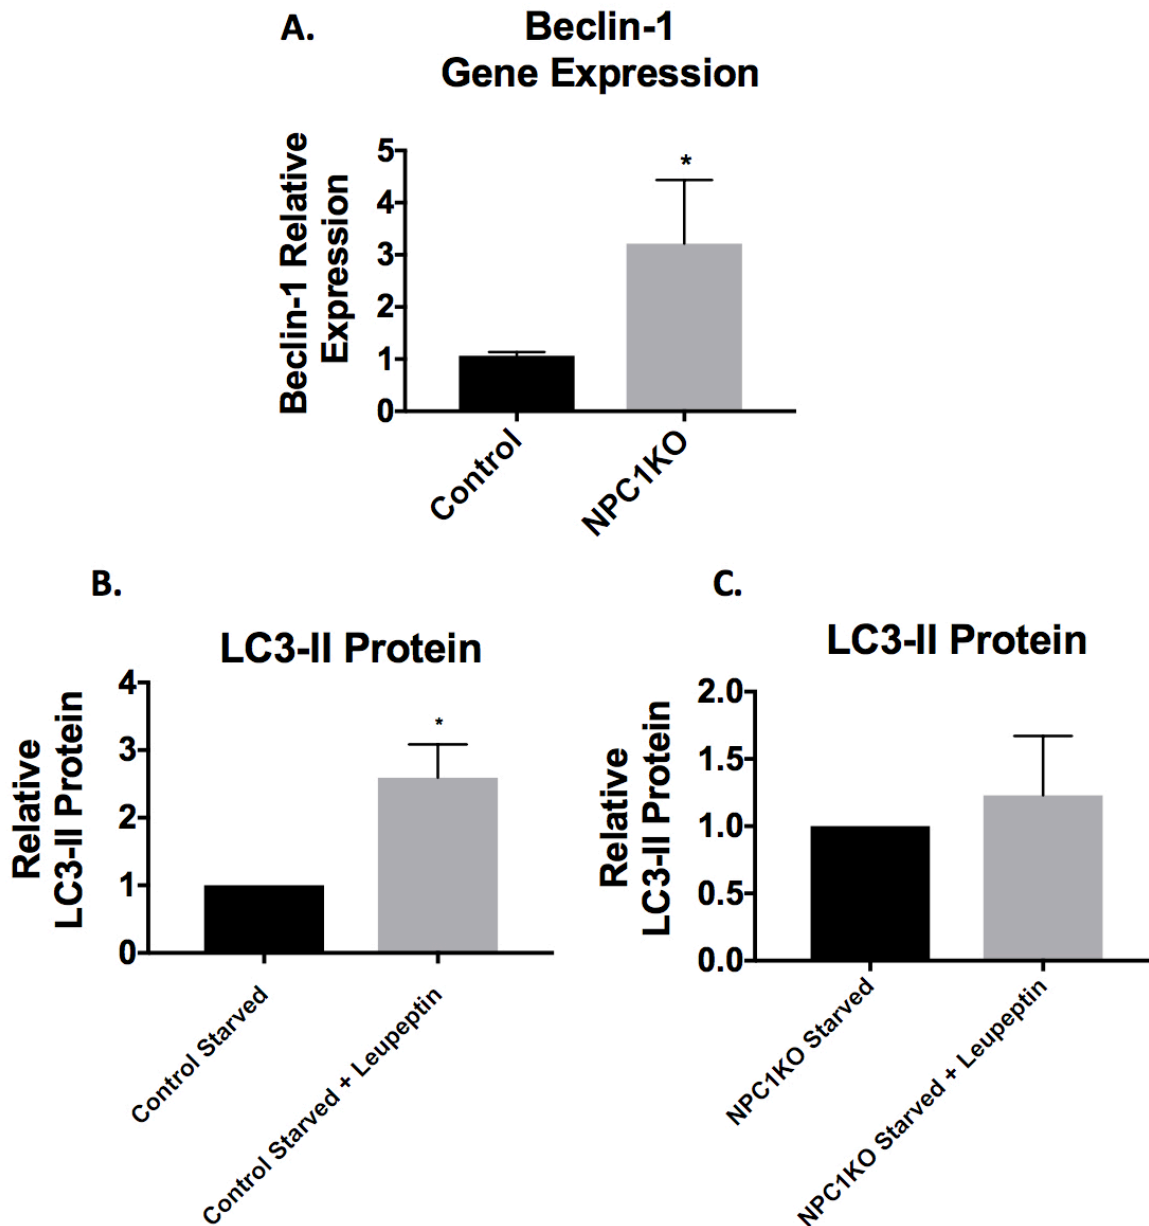 A.
Beclin-1
Gene Expression
Beclin-1 Relative
Expression
5
4
3
2
1
0
*
Control
NPC1KO
B.
LC3-II Protein
Relative
LC3-II Protein
4
3
2
1
0
*
Control Starved
Control Starved + Leupeptin
C.
LC3-II Protein
Relative
LC3-II Protein
2.0
1.5
1.0
0.5
0.0
NPC1KO Starved
NPC1KO Starved + Leupeptin